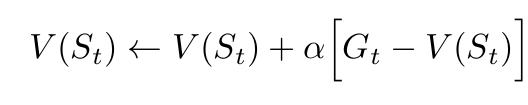 V(S_t) ← V(S_t) + α[G_t − V(S_t)]